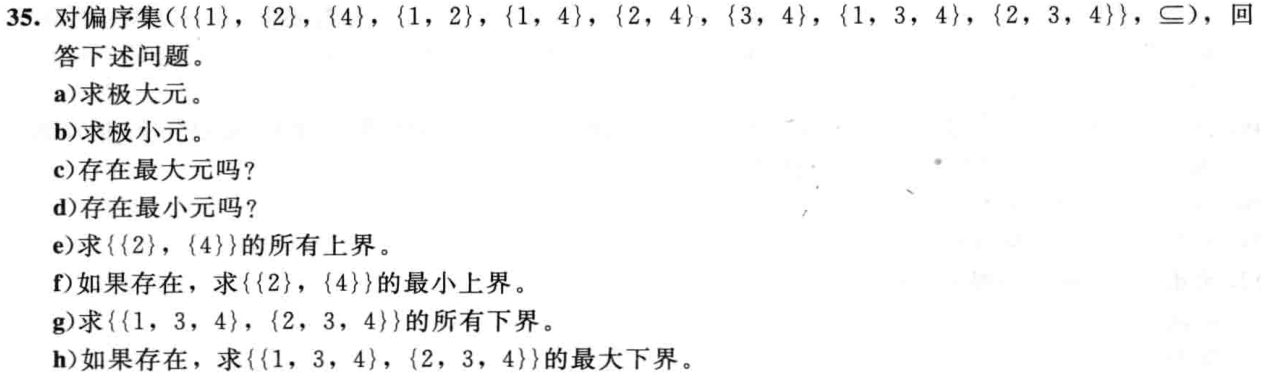 35. 对偏序集({{1}，{2}，{4}，{1，2}，{1，4}，{2，4}，{3，4}，{1，3，4}，{2，3，4}}，⊆)，回
答下述问题。
a)求极大元。
b)求极小元。
c)存在最大元吗?
d)存在最小元吗?
e)求{{2}，{4}}的所有上界。
f)如果存在，求{{2}，{4}}的最小上界。
g)求{{1，3，4}，{2，3，4}}的所有下界。
h)如果存在，求{{1，3，4}，{2，3，4}}的最大下界。